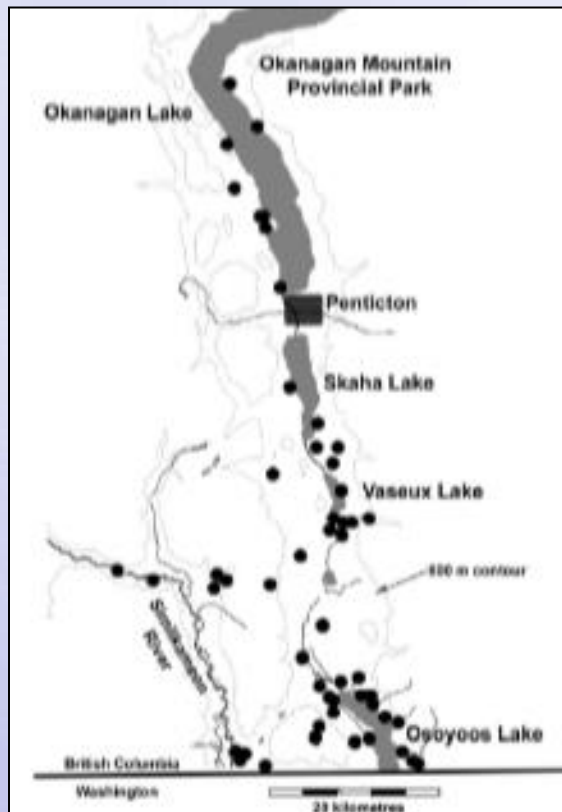 Okanagan Mountain
Provincial Park
Okanagan Lake
Penticton
Skaha Lake
Vaseux Lake
600 m contour
Similkameen
River
Osoyoos Lake
British Columbia
Washington
20 kilometres